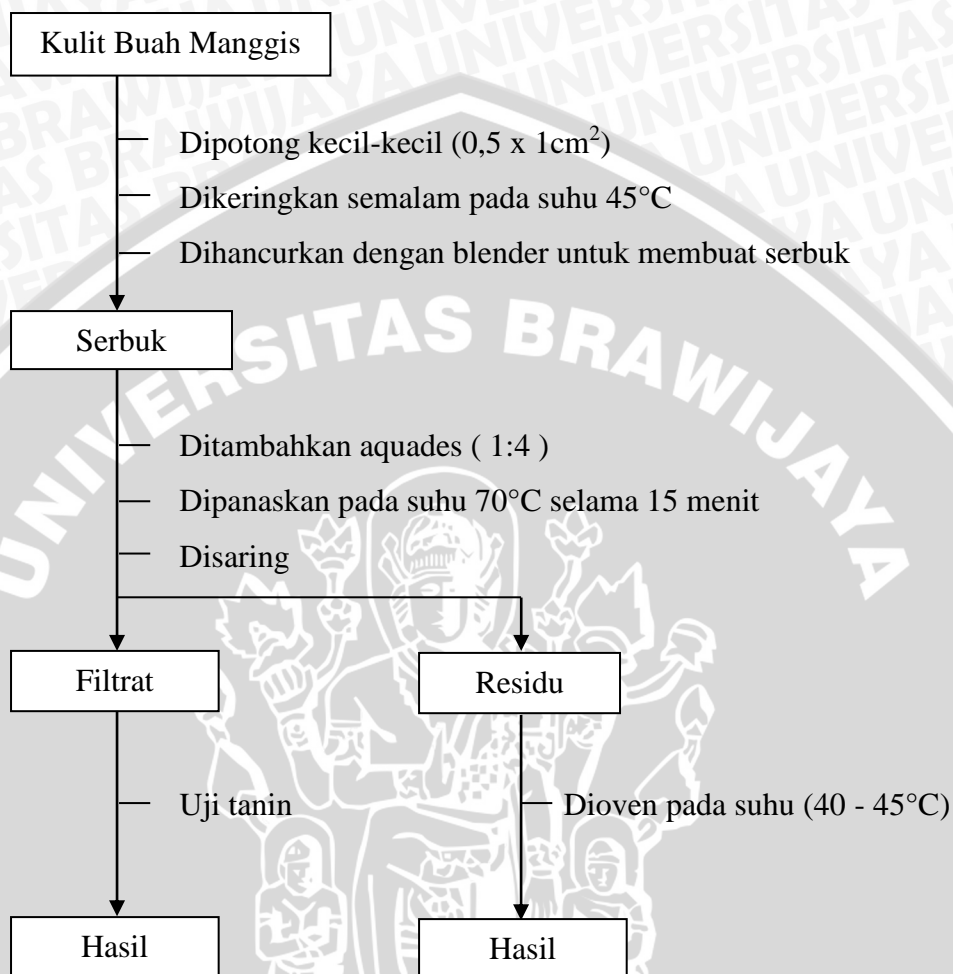 Kulit Buah Manggis
Dipotong kecil-kecil (0,5 x 1cm²)
Dikeringkan semalam pada suhu 45°C
Dihancurkan dengan blender untuk membuat serbuk
Serbuk
UNIVERSITAS BRAWIJAYA
Ditambahkan aquades ( 1:4 )
Dipanaskan pada suhu 70°C selama 15 menit
Disaring
Filtrat
Residu
Uji tanin
Dioven pada suhu (40 - 45°C)
Hasil
Hasil